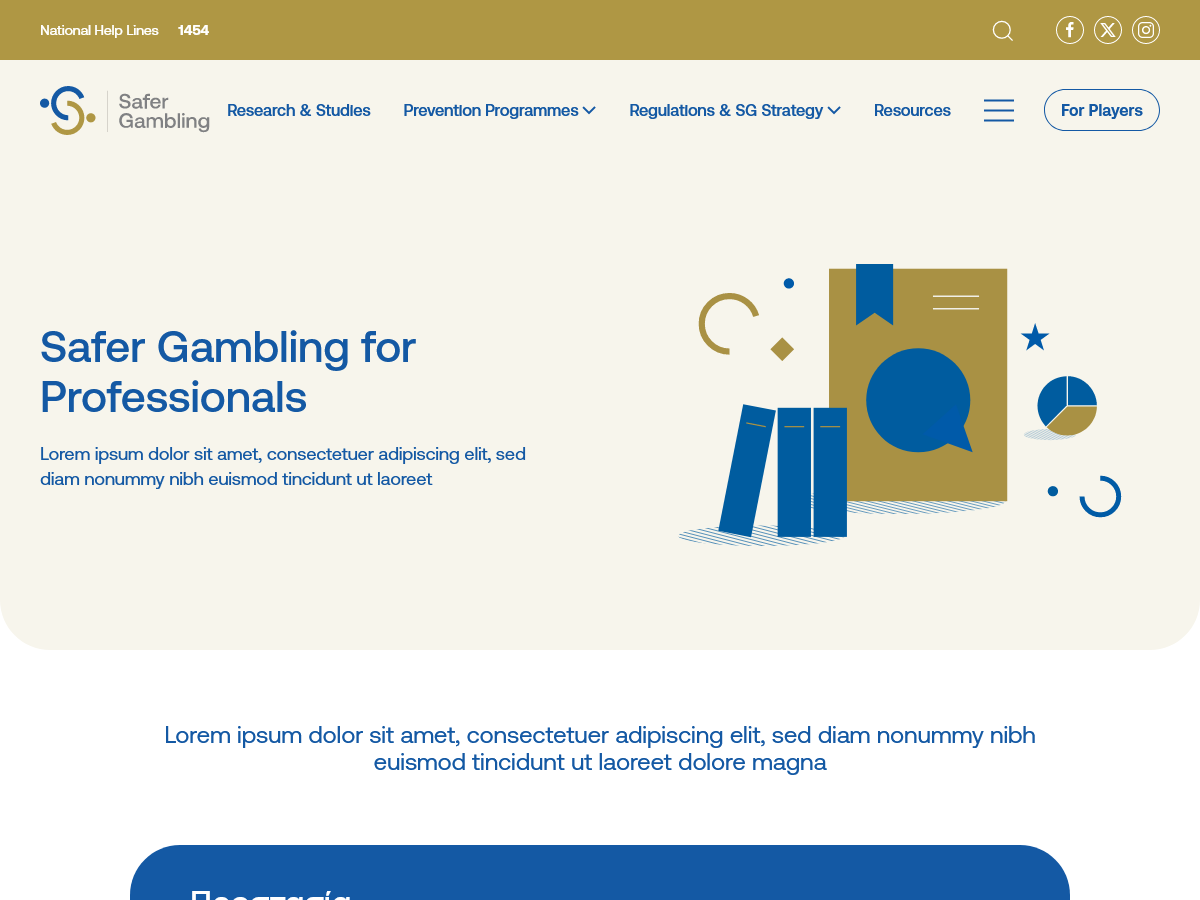 National Help Lines 1454
Safer
Gambling
Research & Studies
Prevention Programmes
Regulations & SG Strategy
Resources
For Players
Safer Gambling for
Professionals
Lorem ipsum dolor sit amet, consectetuer adipiscing elit, sed
diam nonummy nibh euismod tincidunt ut laoreet
Lorem ipsum dolor sit amet, consectetuer adipiscing elit, sed diam nonummy nibh
euismod tincidunt ut laoreet dolore magna
Προστασία